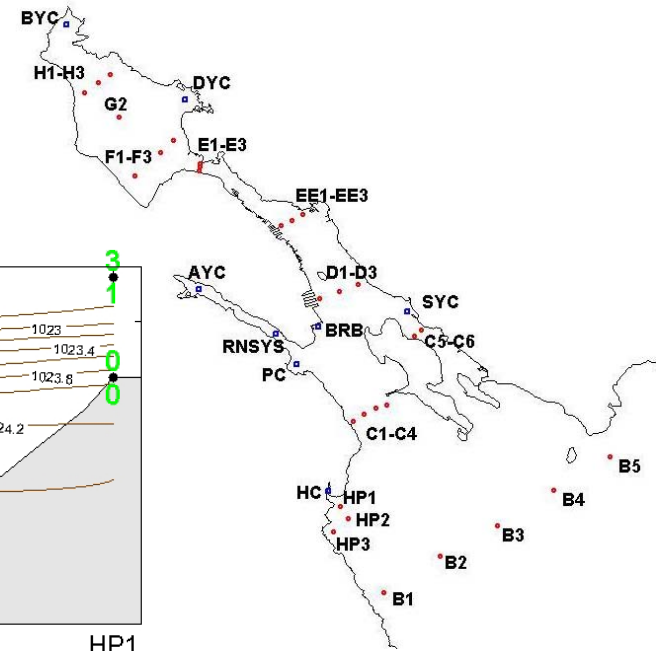 BYC
H1-H3
DYC
G2
E1-E3
F1-F3
EE1-EE3
3
1
AYC
D1-D3
SYC
1023
BRB
1023.4
RNSYS
C5-C6
0
PC
1023.8
0
24.2
C1-C4
B5
HC
HP1
B4
HP2
B3
HP3
B2
B1
HP1